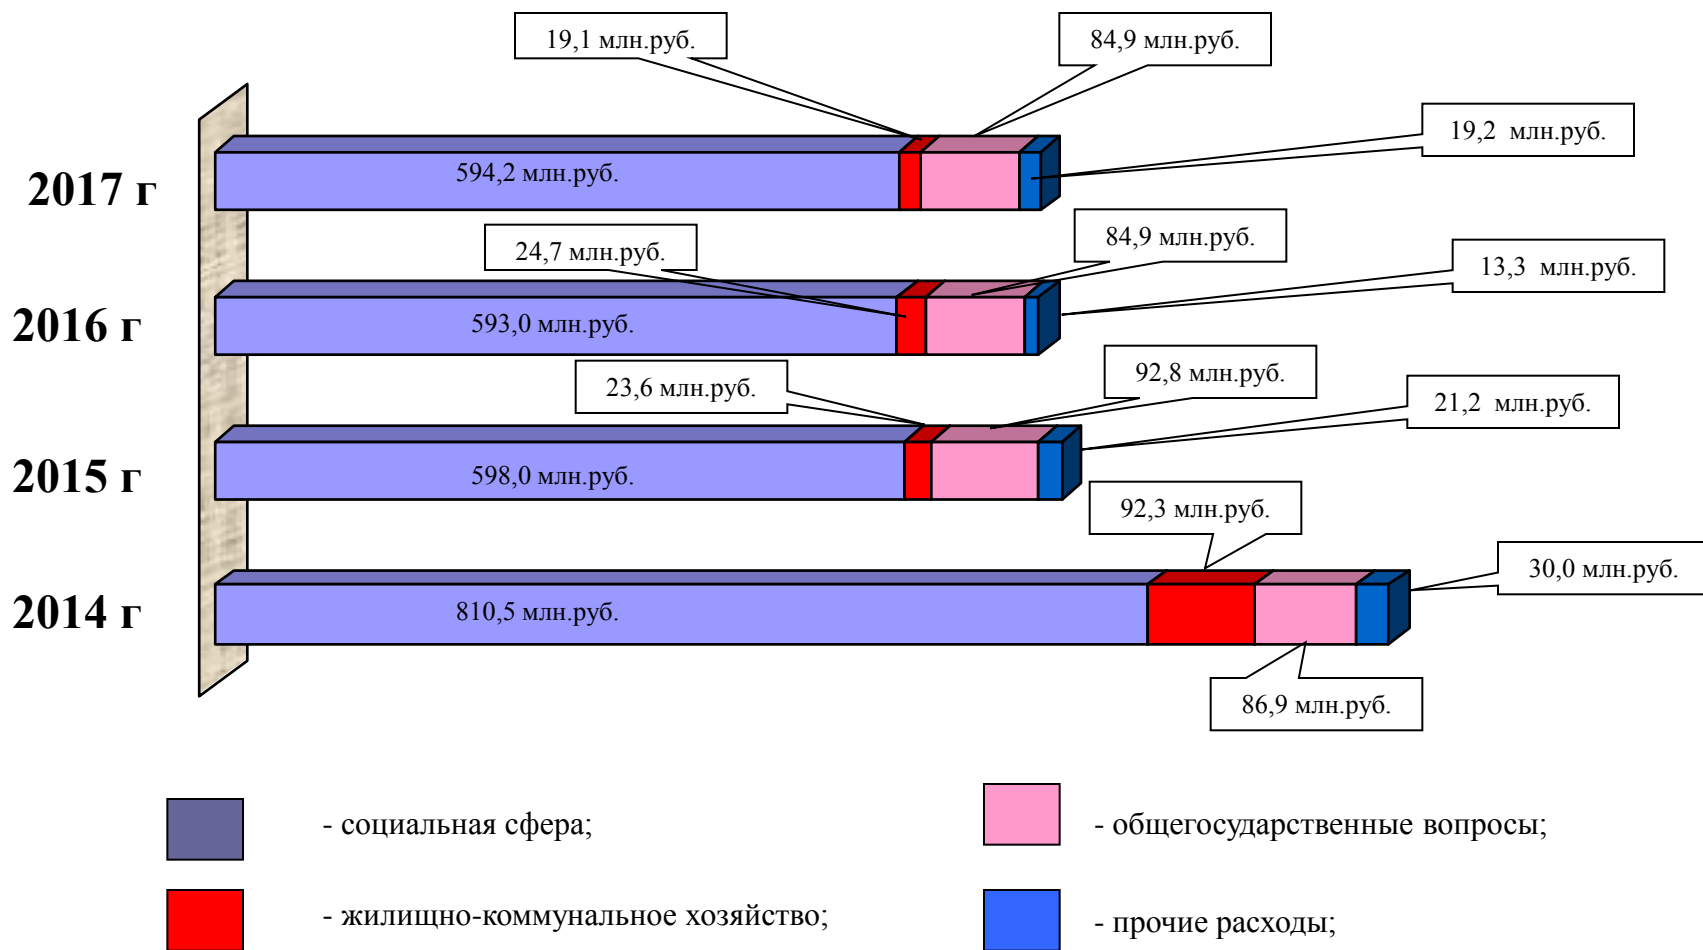 19,1 млн.руб.
84,9 млн.руб.
19,2 млн.руб.
2017 г
594,2 млн.руб.
24,7 млн.руб.
84,9 млн.руб.
13,3 млн.руб.
2016 г
593,0 млн.руб.
23,6 млн.руб.
92,8 млн.руб.
21,2 млн.руб.
2015 г
598,0 млн.руб.
92,3 млн.руб.
30,0 млн.руб.
2014 г
810,5 млн.руб.
86,9 млн.руб.
- социальная сфера;
- общегосударственные вопросы;
- жилищно-коммунальное хозяйство;
- прочие расходы;